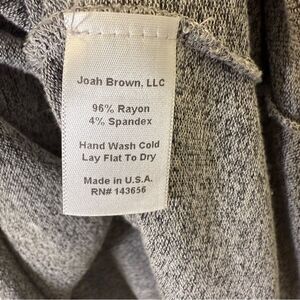 Joah Brown, LLC
96% Rayon
4% Spandex
Hand Wash Cold
Lay Flat To Dry
Made in U.S.A.
RN# 143656